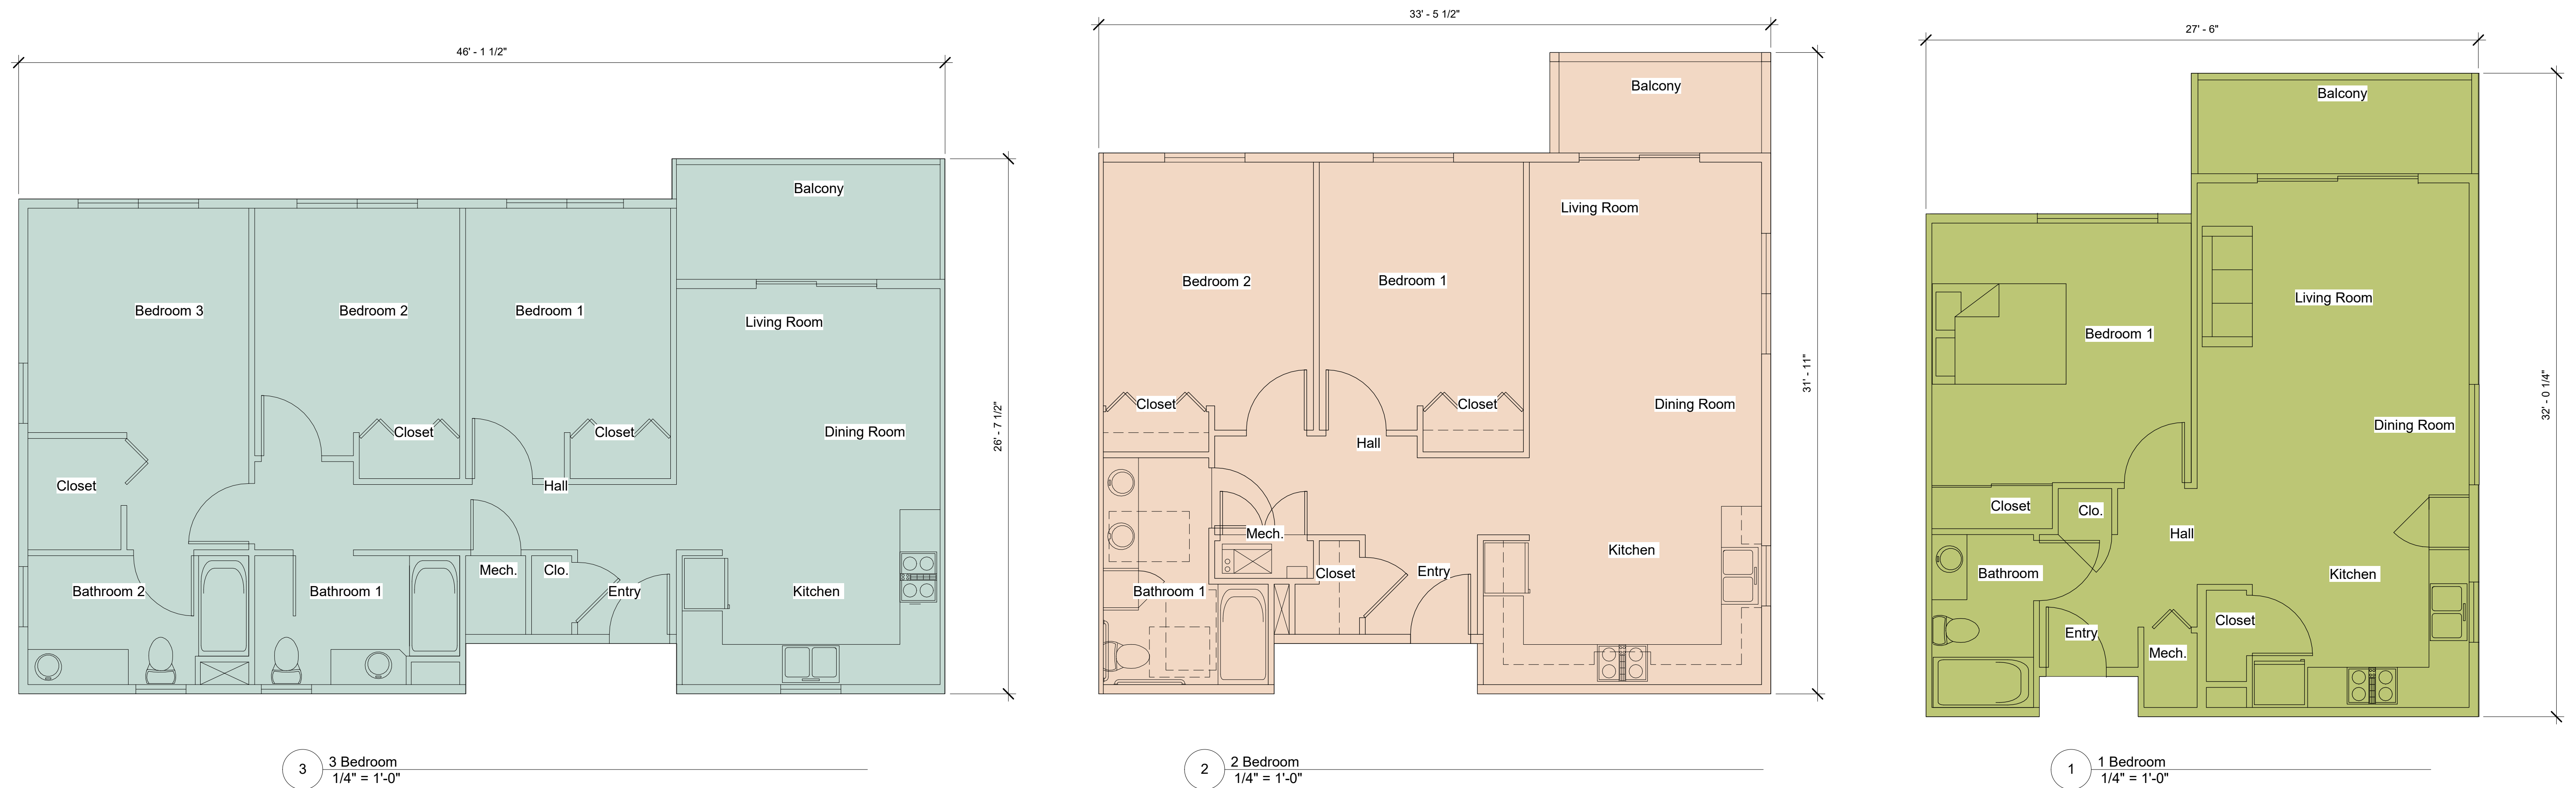 46' - 1 1/2"
Balcony
Bedroom 3
Bedroom 2
Bedroom 1
Living Room
26' - 7 1/2"
Closet
Closet
Dining Room
Closet
Hall
Mech.
Clo.
Bathroom 2
Bathroom 1
Entry
Kitchen
3
3 Bedroom
1/4" = 1'-0"
33' - 5 1/2"
Balcony
Living Room
Bedroom 2
Bedroom 1
31' - 11"
Closet
Closet
Dining Room
Hall
Mech.
Kitchen
Closet
Entry
Bathroom 1
2
2 Bedroom
1/4" = 1'-0"
27' - 6"
Balcony
Living Room
Bedroom 1
32' - 0 1/4"
Dining Room
Closet
Clo.
Hall
Bathroom
Kitchen
Closet
Entry
Mech.
1
1 Bedroom
1/4" = 1'-0"